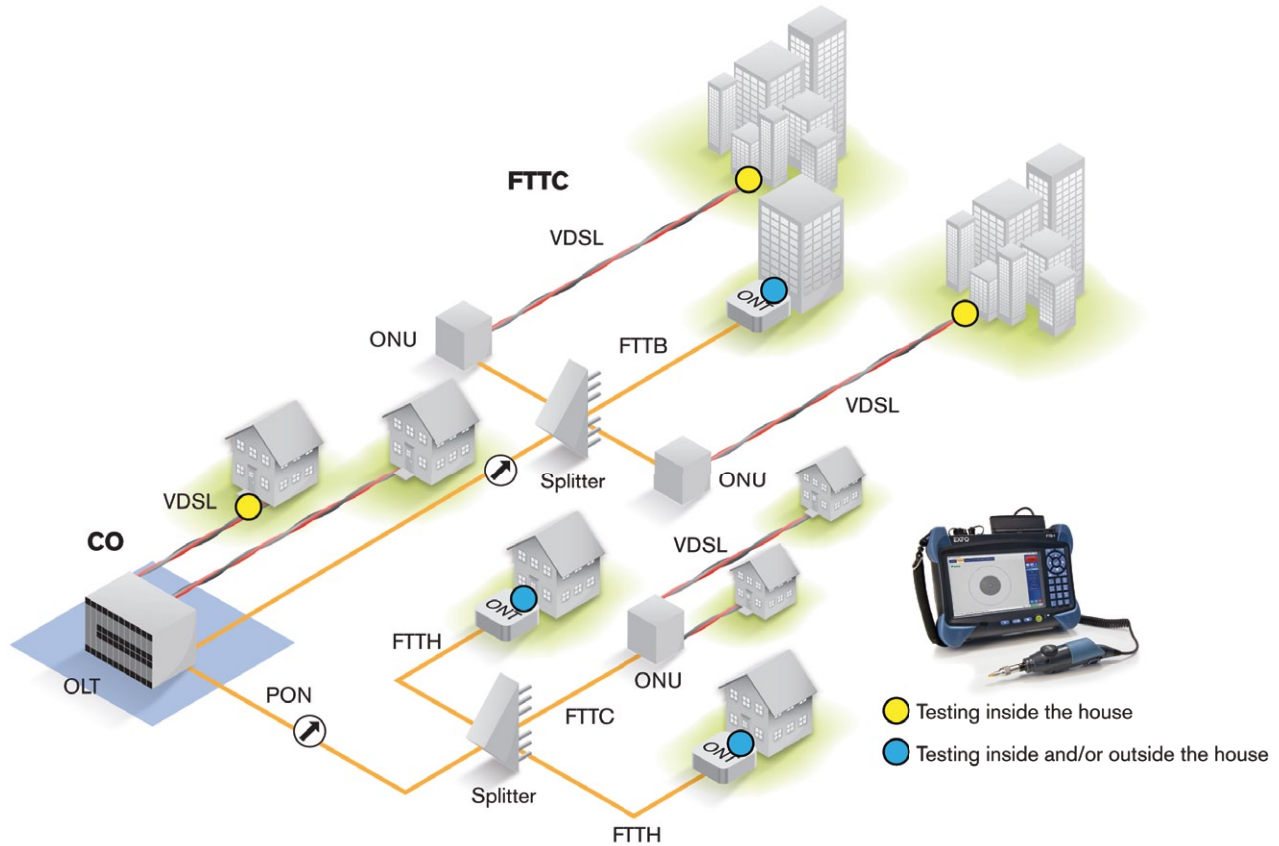 FTTC
VDSL
ONU
ONT
FTTB
VDSL
Splitter
ONU
VDSL
CO
VDSL
ONT
FTTH
OLT
PON
ONU
FTTC
ONT
Splitter
FTTH
EXFO
Testing inside the house
Testing inside and/or outside the house